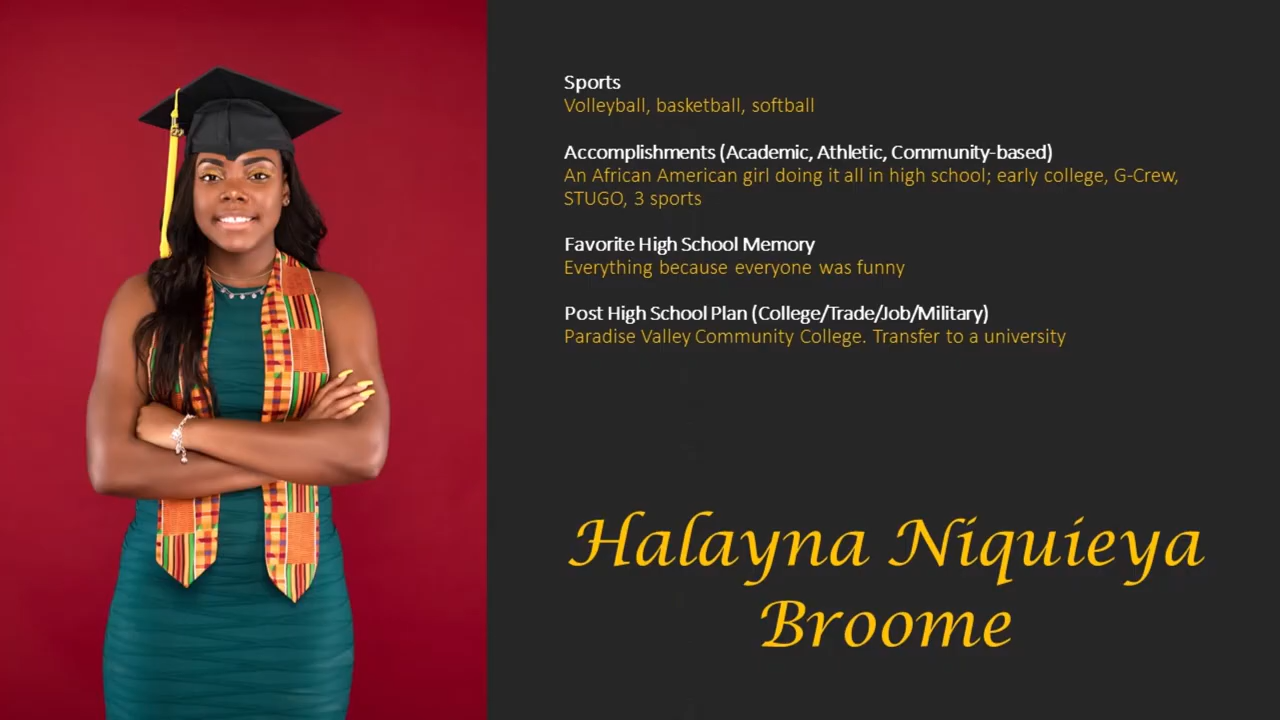 Sports
Volleyball, basketball, softball
Accomplishments (Academic, Athletic, Community-based)
An African American girl doing it all in high school; early college, G-Crew,
STUGO, 3 sports
Favorite High School Memory
Everything because everyone was funny
Post High School Plan (College/Trade/Job/Military)
Paradise Valley Community College. Transfer to a university
Halayna Niquieya
Broome